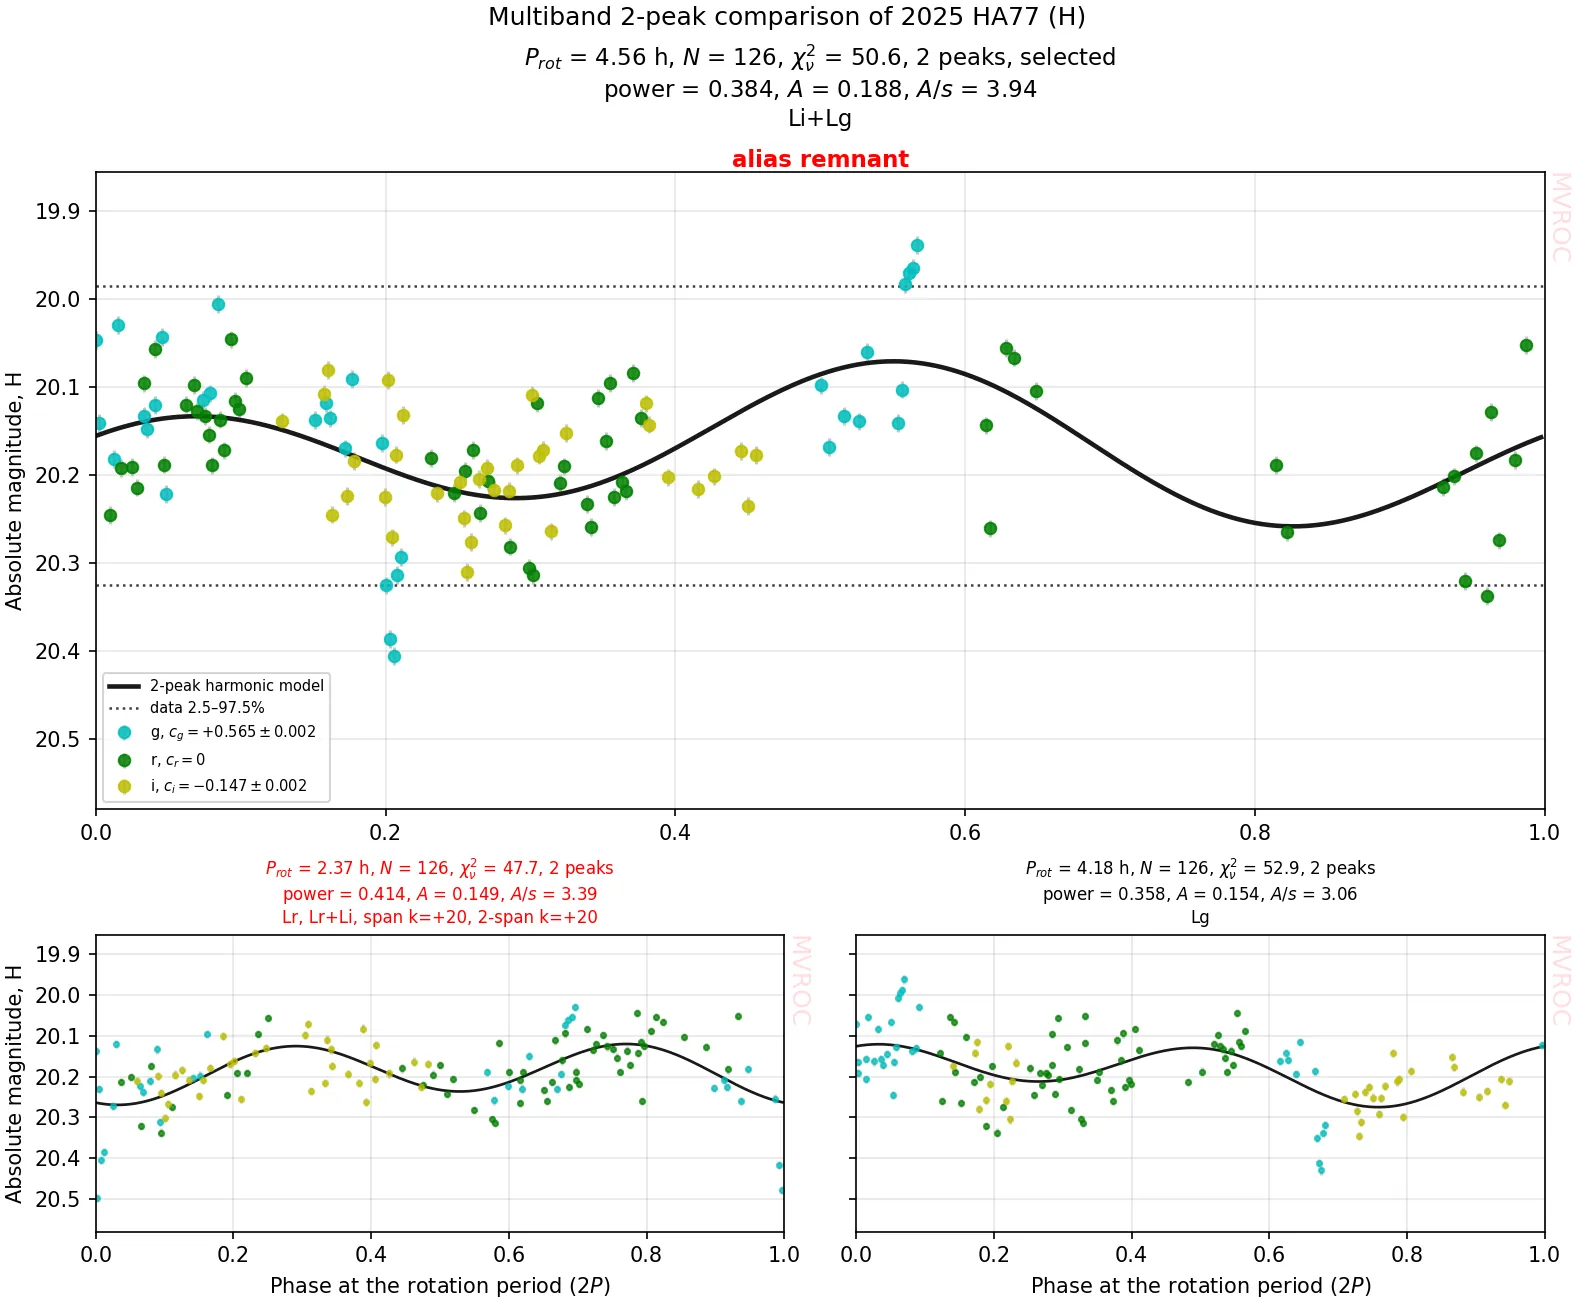 Multiband 2-peak comparison of 2025 HA77 (H)
P_rot = 4.56 h, N = 126, χ²_ν = 50.6, 2 peaks, selected
power = 0.384, A = 0.188, A/s = 3.94
Li+Lg
alias remnant
MVROC
Absolute magnitude, H
19.9
20.0
20.1
20.2
20.3
20.4
20.5
2-peak harmonic model
data 2.5–97.5%
g, c_g = +0.565 ± 0.002
r, c_r = 0
i, c_i = −0.147 ± 0.002
0.0 0.2 0.4 0.6 0.8 1.0
P_rot = 2.37 h, N = 126, χ²_ν = 47.7, 2 peaks
power = 0.414, A = 0.149, A/s = 3.39
Lr, Lr+Li, span k=+20, 2-span k=+20
MVROC
Absolute magnitude, H
19.9
20.0
20.1
20.2
20.3
20.4
20.5
0.0 0.2 0.4 0.6 0.8 1.0
Phase at the rotation period (2P)
P_rot = 4.18 h, N = 126, χ²_ν = 52.9, 2 peaks
power = 0.358, A = 0.154, A/s = 3.06
Lg
MVROC
0.0 0.2 0.4 0.6 0.8 1.0
Phase at the rotation period (2P)